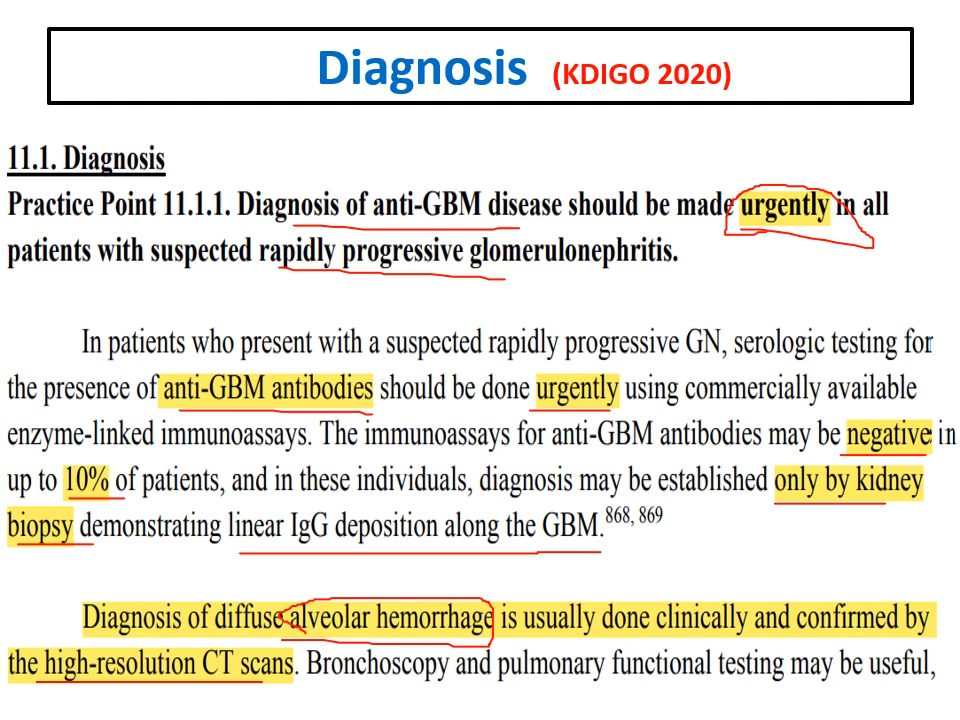 Diagnosis (KDIGO 2020)
11.1. Diagnosis
Practice Point 11.1.1. Diagnosis of anti-GBM disease should be made urgently in all
patients with suspected rapidly progressive glomerulonephritis.
In patients who present with a suspected rapidly progressive GN, serologic testing for
the presence of anti-GBM antibodies should be done urgently using commercially available
enzyme-linked immunoassays. The immunoassays for anti-GBM antibodies may be negative in
up to 10% of patients, and in these individuals, diagnosis may be established only by kidney
biopsy demonstrating linear IgG deposition along the GBM.868, 869
Diagnosis of diffuse alveolar hemorrhage is usually done clinically and confirmed by
the high-resolution CT scans. Bronchoscopy and pulmonary functional testing may be useful,